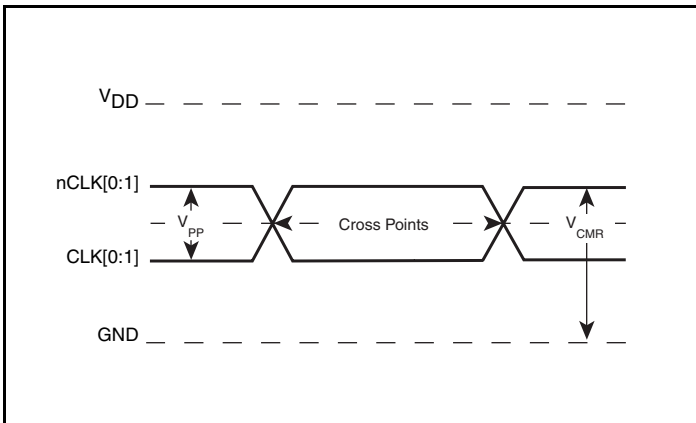 VDD
nCLK[0:1]
VPP
Cross Points
VCMR
CLK[0:1]
GND